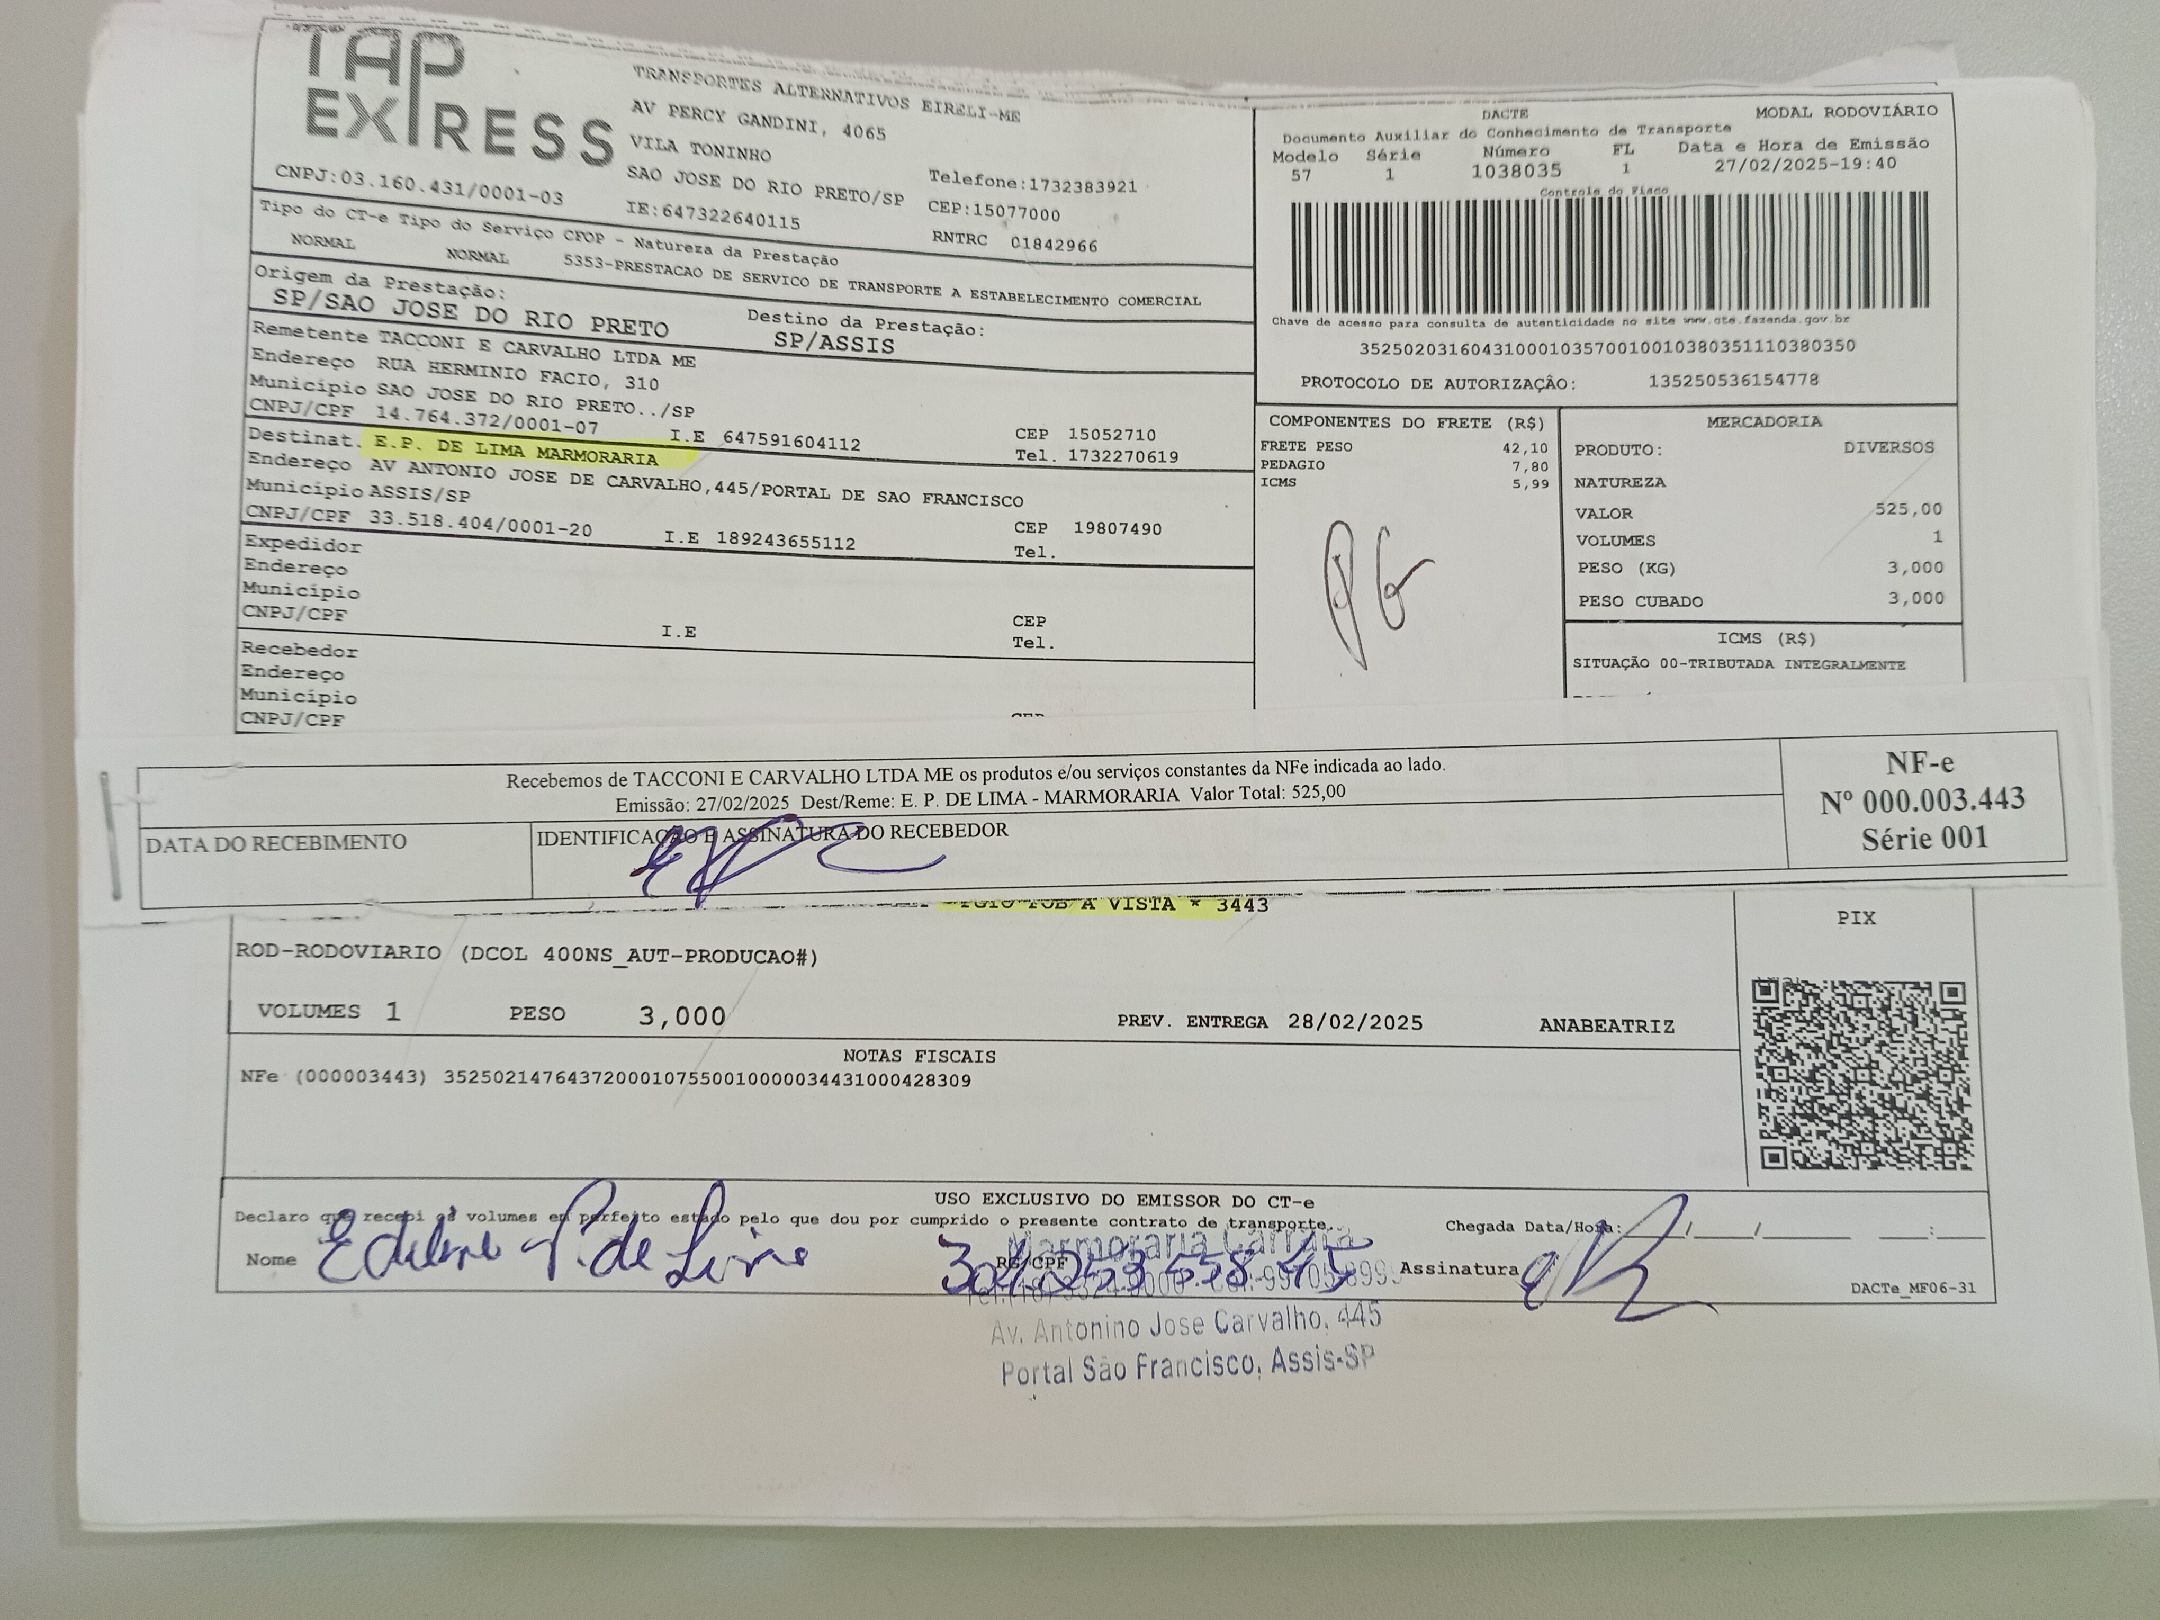 TAP EXPRESS
TRANSPORTES ALTERNATIVOS EIRELI-ME
AV PERCY GANDINI, 4065
VILA TONINHO
SAO JOSE DO RIO PRETO/SP
Telefone:1732383921
CNPJ:03.160.431/0001-03
IE:647322640115
CEP:15077000
RNTRC 01842966
Tipo do CT-e Tipo do Serviço CFOP - Natureza da Prestação
NORMAL NORMAL 5353-PRESTACAO DE SERVICO DE TRANSPORTE A ESTABELECIMENTO COMERCIAL
Origem da Prestação: Destino da Prestação:
SP/SAO JOSE DO RIO PRETO SP/ASSIS
Remetente TACCONI E CARVALHO LTDA ME
Endereço RUA HERMINIO FACIO, 310
Município SAO JOSE DO RIO PRETO../SP CEP 15052710
CNPJ/CPF 14.764.372/0001-07 I.E 647591604112 Tel. 1732270619
Destinat. E.P. DE LIMA MARMORARIA
Endereço AV ANTONIO JOSE DE CARVALHO,445/PORTAL DE SAO FRANCISCO
Município ASSIS/SP CEP 19807490
CNPJ/CPF 33.518.404/0001-20 I.E 189243655112 Tel.
Expedidor
Endereço
Município CEP
CNPJ/CPF I.E Tel.
Recebedor
Endereço
Município
CNPJ/CPF
DACTE MODAL RODOVIÁRIO
Documento Auxiliar do Conhecimento de Transporte
Modelo Série Número FL Data e Hora de Emissão
57 1 1038035 1 27/02/2025-19:40
Controle do Fisco
Chave de acesso para consulta de autenticidade no site www.cte.fazenda.gov.br
35250203160431000103570010010380351110380350
PROTOCOLO DE AUTORIZAÇÃO: 135250536154778
COMPONENTES DO FRETE (R$)
FRETE PESO 42,10
PEDAGIO 7,80
ICMS 5,99
PG
MERCADORIA
PRODUTO: DIVERSOS
NATUREZA
VALOR 525,00
VOLUMES 1
PESO (KG) 3,000
PESO CUBADO 3,000
ICMS (R$)
SITUAÇÃO 00-TRIBUTADA INTEGRALMENTE
Recebemos de TACCONI E CARVALHO LTDA ME os produtos e/ou serviços constantes da NFe indicada ao lado.
Emissão: 27/02/2025 Dest/Reme: E. P. DE LIMA - MARMORARIA Valor Total: 525,00
DATA DO RECEBIMENTO IDENTIFICAÇÃO E ASSINATURA DO RECEBEDOR
NF-e
Nº 000.003.443
Série 001
FOB A VISTA * 3443
ROD-RODOVIARIO (DCOL 400NS_AUT-PRODUCAO#)
VOLUMES 1 PESO 3,000 PREV. ENTREGA 28/02/2025 ANABEATRIZ
PIX
NOTAS FISCAIS
NFe (000003443) 35250214764372000107550010000034431000428309
USO EXCLUSIVO DO EMISSOR DO CT-e
Declaro que recebi os volumes em perfeito estado pelo que dou por cumprido o presente contrato de transporte. Chegada Data/Hora: / / :
Nome P. de Lima RG/CPF Assinatura
DACTe_MF06-31
Marmoraria Carrara
Av. Antonino Jose Carvalho, 445
Portal São Francisco, Assis-SP